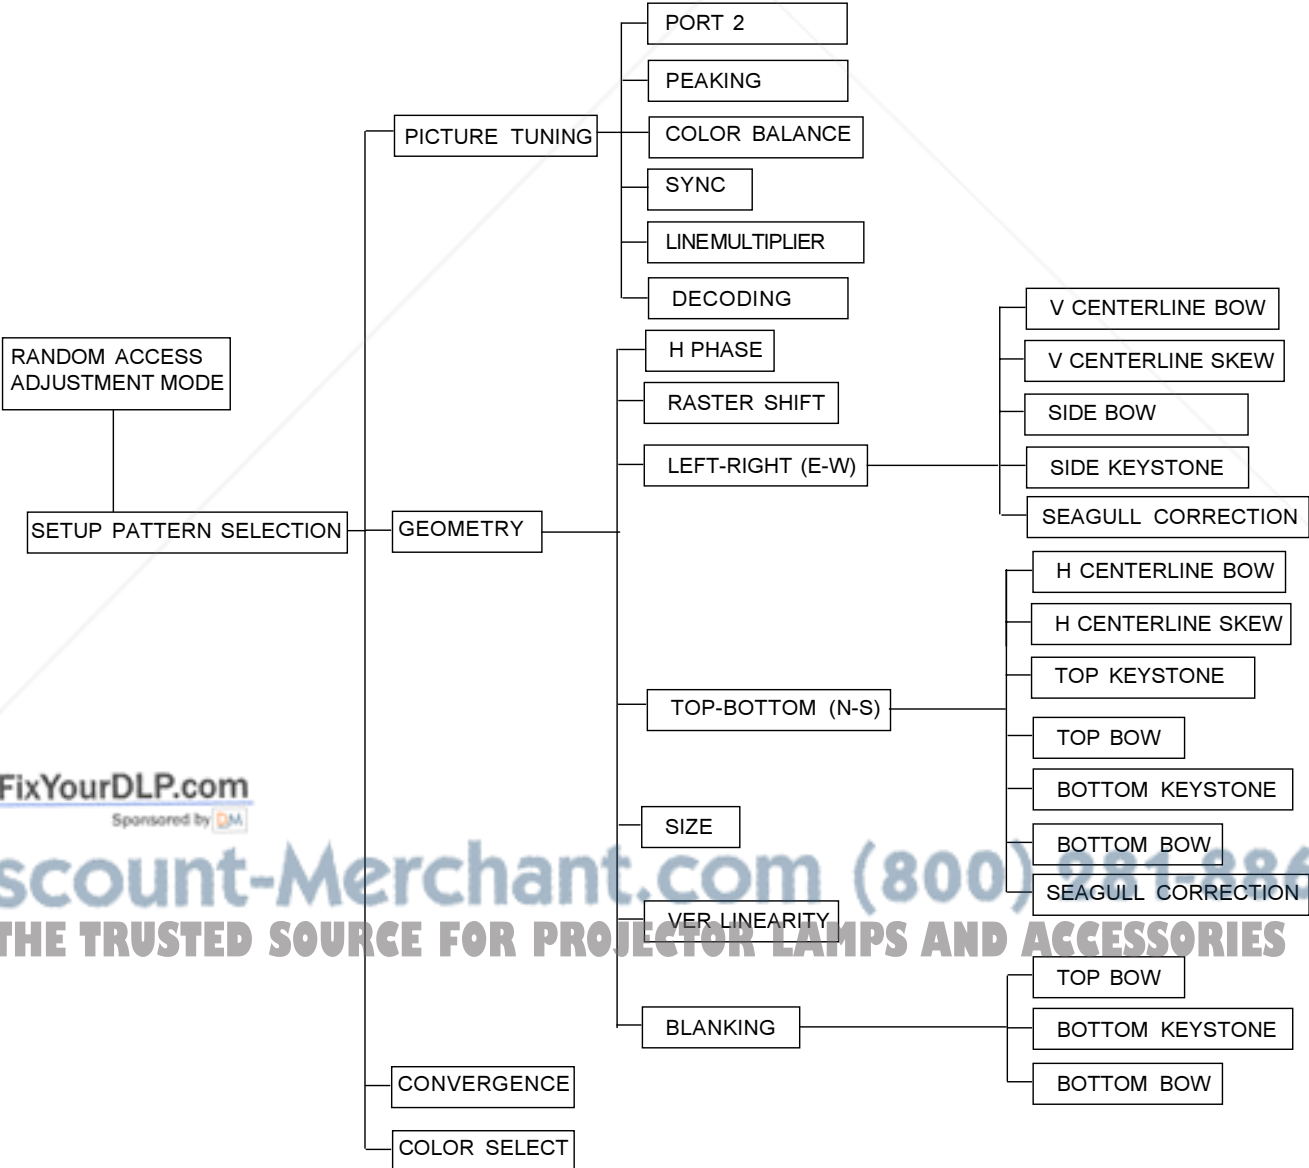 PORT 2
PEAKING
PICTURE TUNING
COLOR BALANCE
SYNC
LINEMULTIPLIER
DECODING
V CENTERLINE BOW
RANDOM ACCESS
ADJUSTMENT MODE
H PHASE
V CENTERLINE SKEW
RASTER SHIFT
SIDE BOW
LEFT-RIGHT (E-W)
SIDE KEYSTONE
SETUP PATTERN SELECTION
GEOMETRY
SEAGULL CORRECTION
H CENTERLINE BOW
H CENTERLINE SKEW
TOP KEYSTONE
TOP-BOTTOM (N-S)
TOP BOW
FixYourDLP.com
Sponsored by DM
BOTTOM KEYSTONE
SIZE
BOTTOM BOW
scount-Merchant.com (800) 281-886
SEAGULL CORRECTION
VER LINEARITY
THE TRUSTED SOURCE FOR PROJECTOR LAMPS AND ACCESSORIES
TOP BOW
BLANKING
BOTTOM KEYSTONE
CONVERGENCE
BOTTOM BOW
COLOR SELECT